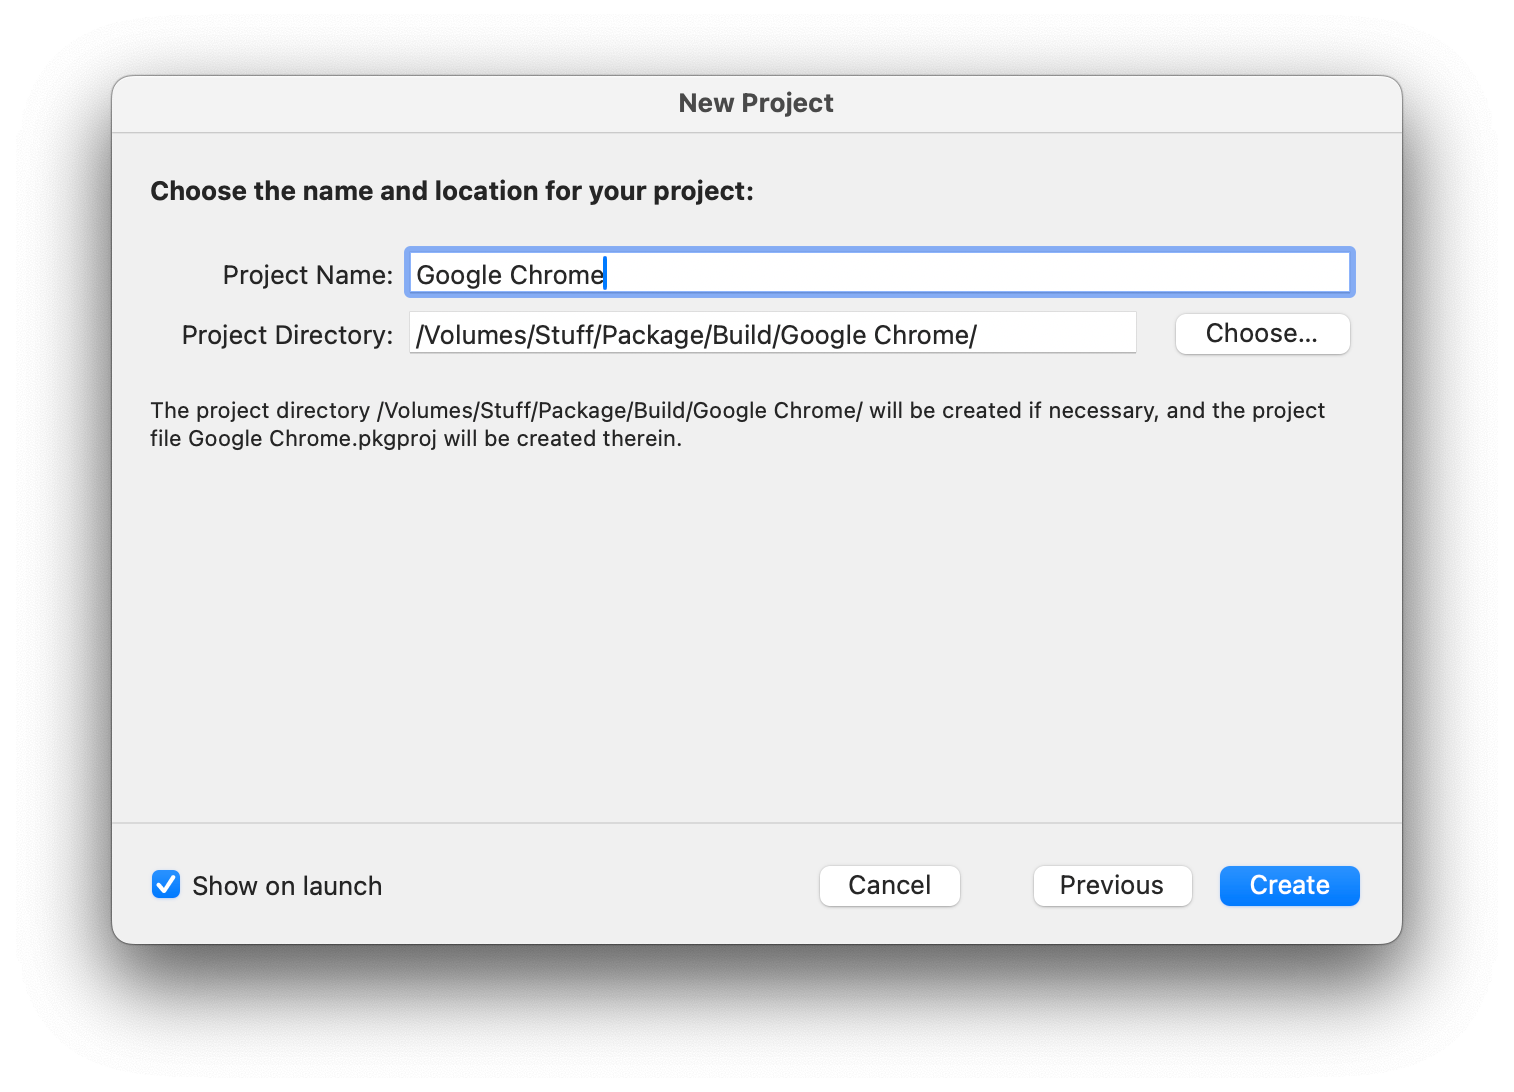 New Project
Choose the name and location for your project:
Project Name: Google Chrome
Project Directory: /Volumes/Stuff/Package/Build/Google Chrome/ Choose...
The project directory /Volumes/Stuff/Package/Build/Google Chrome/ will be created if necessary, and the project
file Google Chrome.pkgproj will be created therein.
Show on launch Cancel Previous Create